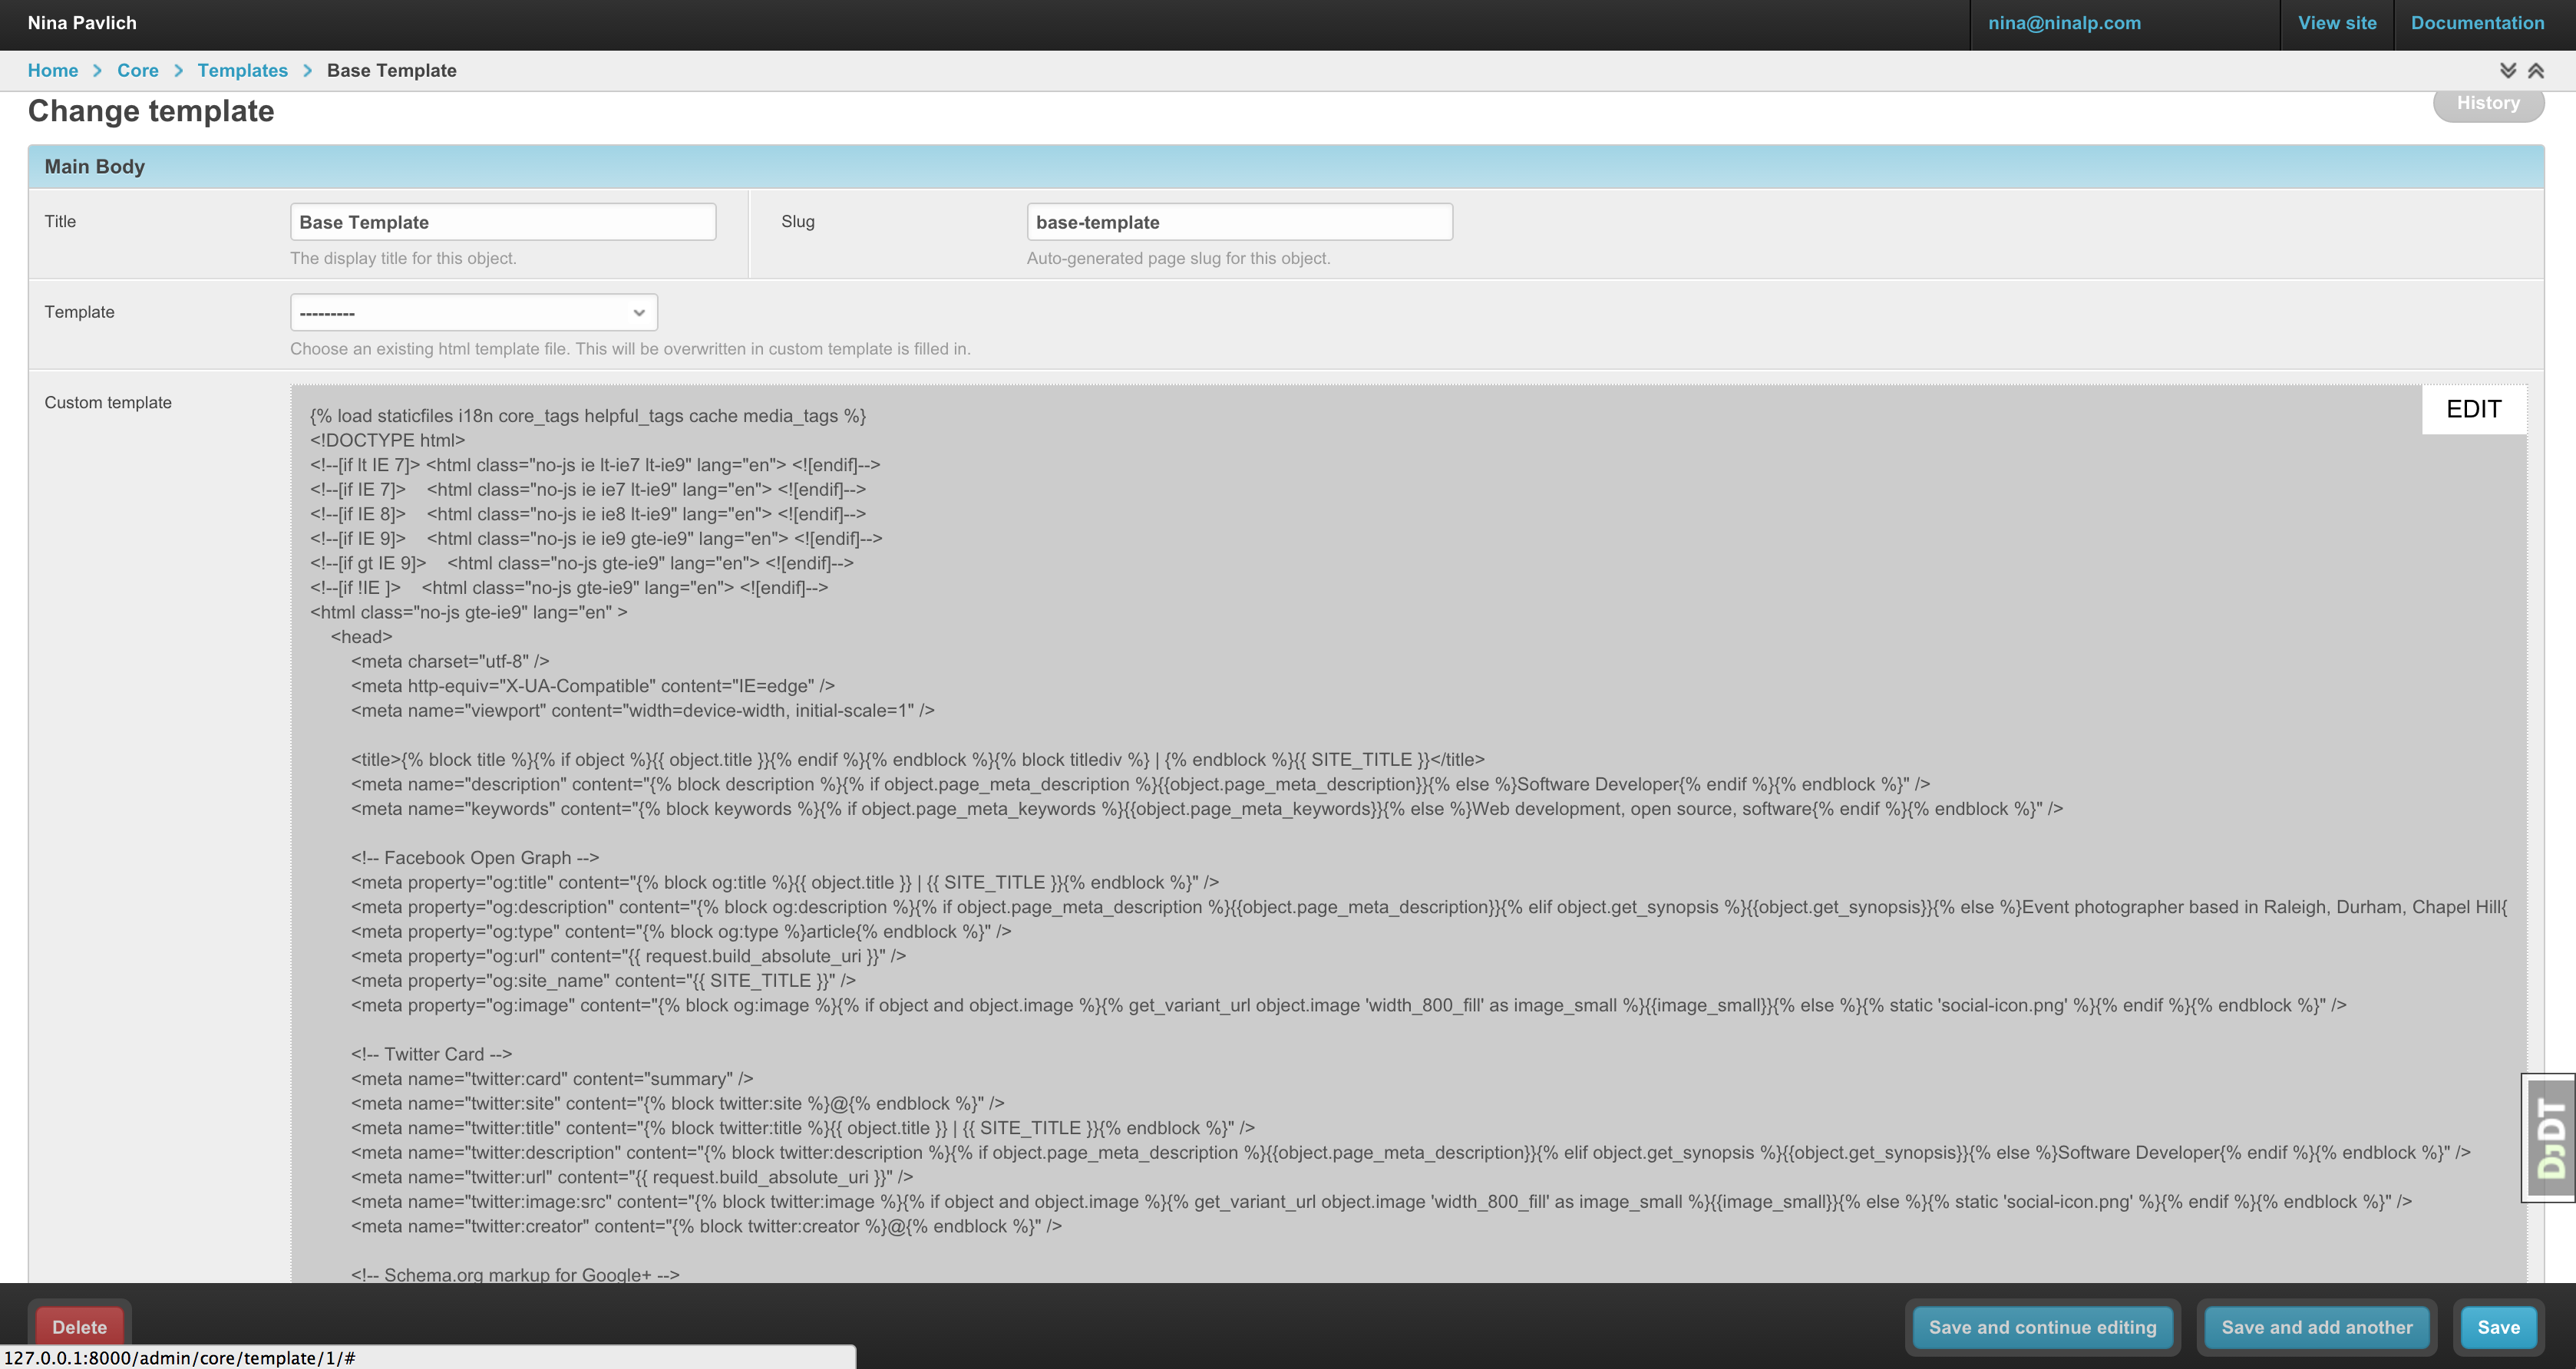 Nina Pavlich
nina@ninalp.com
View site
Documentation
Home > Core > Templates > Base Template
Change template
History
Main Body
Title
Base Template
Slug
base-template
The display title for this object.
Auto-generated page slug for this object.
Template
---------
Choose an existing html template file. This will be overwritten in custom template is filled in.
Custom template
EDIT
{% load staticfiles i18n core_tags helpful_tags cache media_tags %}
<!DOCTYPE html>
<!--[if lt IE 7]> <html class="no-js ie lt-ie7 lt-ie9" lang="en"> <![endif]-->
<!--[if IE 7]>    <html class="no-js ie ie7 lt-ie9" lang="en"> <![endif]-->
<!--[if IE 8]>    <html class="no-js ie ie8 lt-ie9" lang="en"> <![endif]-->
<!--[if IE 9]>    <html class="no-js ie ie9 gte-ie9" lang="en"> <![endif]-->
<!--[if gt IE 9]>    <html class="no-js gte-ie9" lang="en"> <![endif]-->
<!--[if !IE ]>    <html class="no-js gte-ie9" lang="en"> <![endif]-->
<html class="no-js gte-ie9" lang="en" >
<head>
<meta charset="utf-8" />
<meta http-equiv="X-UA-Compatible" content="IE=edge" />
<meta name="viewport" content="width=device-width, initial-scale=1" />
<title>{% block title %}{% if object %}{{ object.title }}{% endif %}{% endblock %}{% block titlediv %} | {% endblock %}{{ SITE_TITLE }}</title>
<meta name="description" content="{% block description %}{% if object.page_meta_description %}{{object.page_meta_description}}{% else %}Software Developer{% endif %}{% endblock %}" />
<meta name="keywords" content="{% block keywords %}{% if object.page_meta_keywords %}{{object.page_meta_keywords}}{% else %}Web development, open source, software{% endif %}{% endblock %}" />
<!-- Facebook Open Graph -->
<meta property="og:title" content="{% block og:title %}{{ object.title }} | {{ SITE_TITLE }}{% endblock %}" />
<meta property="og:description" content="{% block og:description %}{% if object.page_meta_description %}{{object.page_meta_description}}{% elif object.get_synopsis %}{{object.get_synopsis}}{% else %}Event photographer based in Raleigh, Durham, Chapel Hill{
<meta property="og:type" content="{% block og:type %}article{% endblock %}" />
<meta property="og:url" content="{{ request.build_absolute_uri }}" />
<meta property="og:site_name" content="{{ SITE_TITLE }}" />
<meta property="og:image" content="{% block og:image %}{% if object and object.image %}{% get_variant_url object.image 'width_800_fill' as image_small %}{{image_small}}{% else %}{% static 'social-icon.png' %}{% endif %}{% endblock %}" />
<!-- Twitter Card -->
<meta name="twitter:card" content="summary" />
<meta name="twitter:site" content="{% block twitter:site %}@{% endblock %}" />
<meta name="twitter:title" content="{% block twitter:title %}{{ object.title }} | {{ SITE_TITLE }}{% endblock %}" />
<meta name="twitter:description" content="{% block twitter:description %}{% if object.page_meta_description %}{{object.page_meta_description}}{% elif object.get_synopsis %}{{object.get_synopsis}}{% else %}Software Developer{% endif %}{% endblock %}" />
<meta name="twitter:url" content="{{ request.build_absolute_uri }}" />
<meta name="twitter:image:src" content="{% block twitter:image %}{% if object and object.image %}{% get_variant_url object.image 'width_800_fill' as image_small %}{{image_small}}{% else %}{% static 'social-icon.png' %}{% endif %}{% endblock %}" />
<meta name="twitter:creator" content="{% block twitter:creator %}@{% endblock %}" />
<!-- Schema.org markup for Google+ -->
DJDT
Delete
Save and continue editing
Save and add another
Save
127.0.0.1:8000/admin/core/template/1/#